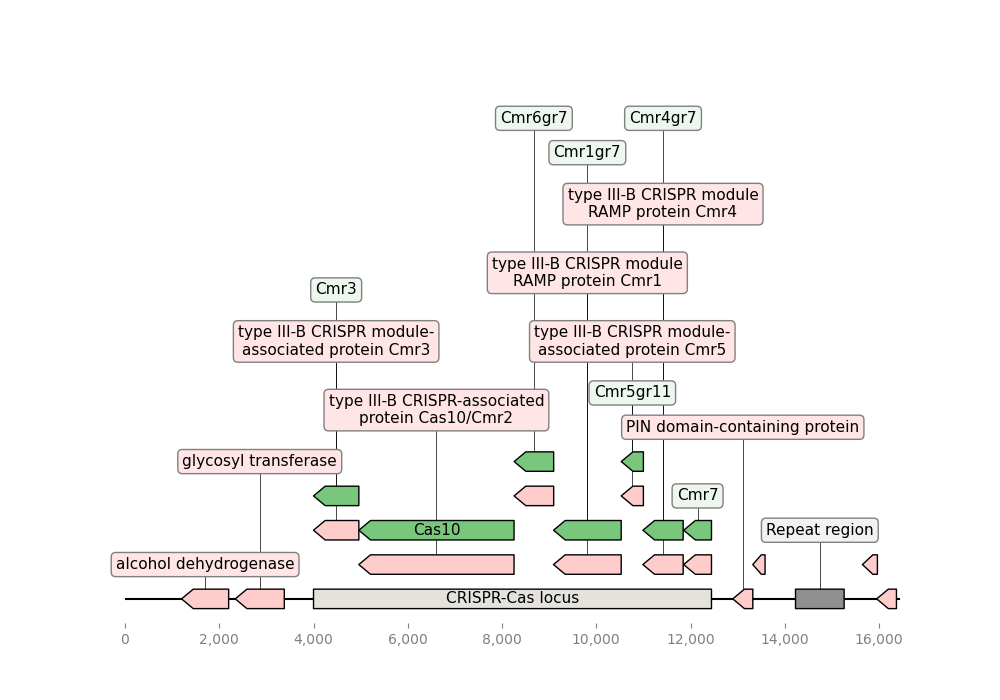 Cmr6gr7
Cmr4gr7
Cmr1gr7
type III-B CRISPR module
RAMP protein Cmr4
type III-B CRISPR module
RAMP protein Cmr1
Cmr3
type III-B CRISPR module-
associated protein Cmr3
type III-B CRISPR module-
associated protein Cmr5
Cmr5gr11
type III-B CRISPR-associated
protein Cas10/Cmr2
PIN domain-containing protein
glycosyl transferase
Cmr7
Cas10
Repeat region
alcohol dehydrogenase
CRISPR-Cas locus
0
2,000
4,000
6,000
8,000
10,000
12,000
14,000
16,000